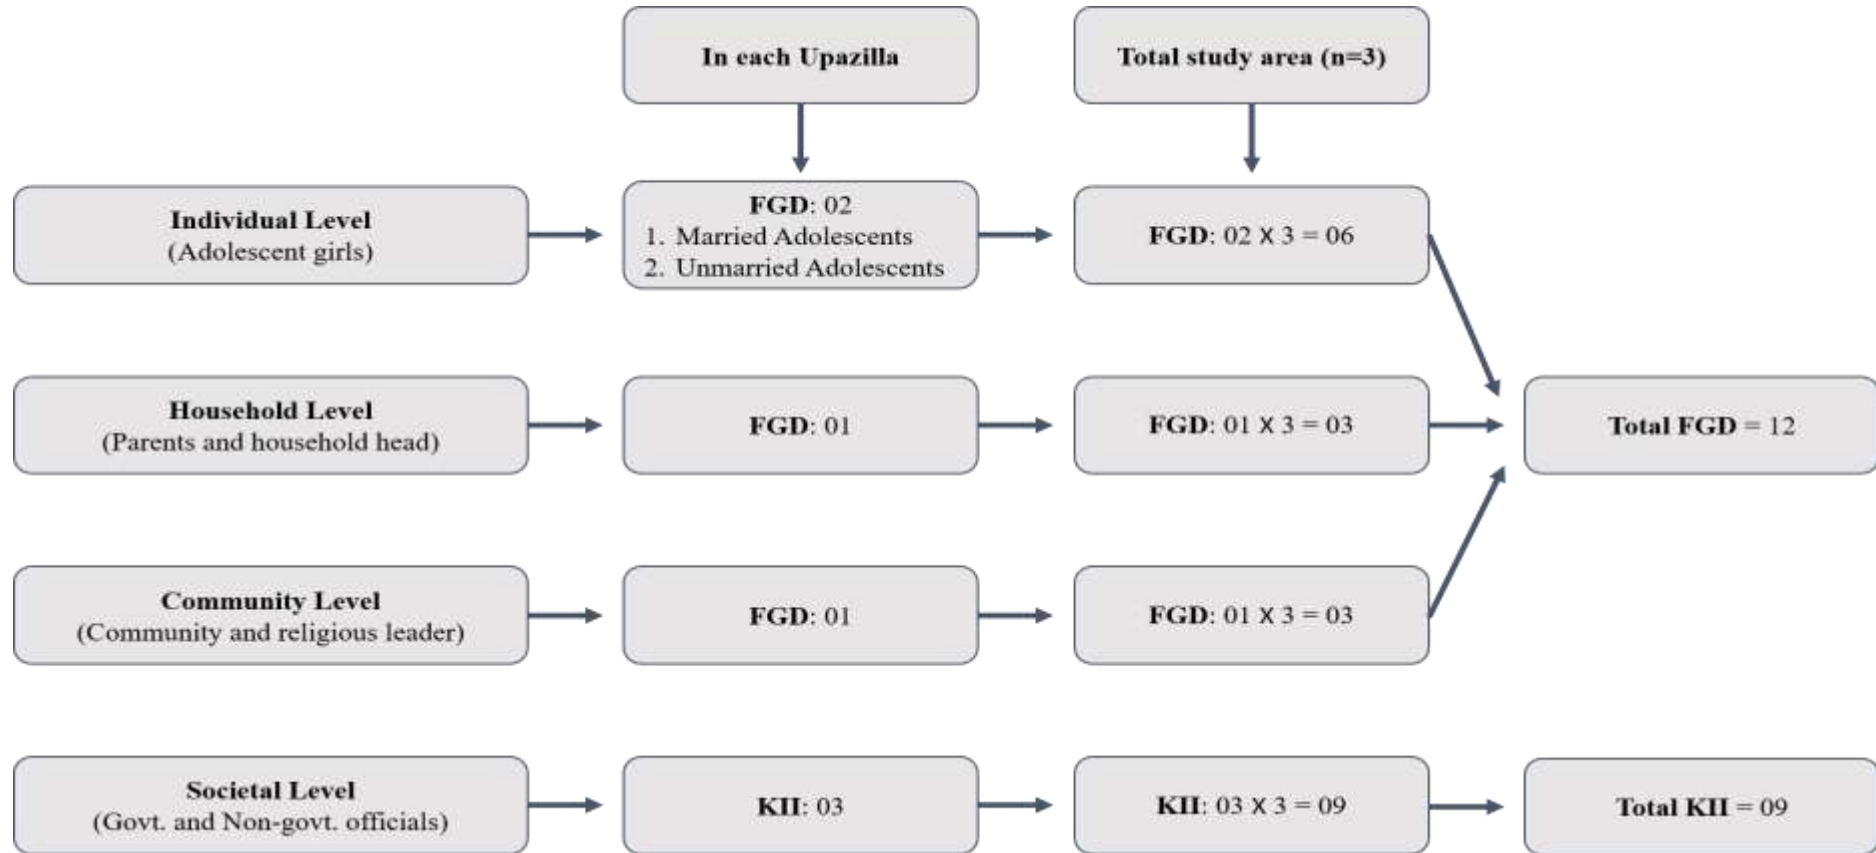 In each Upazilla
Total study area (n=3)
Individual Level
(Adolescent girls)
FGD: 02
1. Married Adolescents
2. Unmarried Adolescents
FGD: 02 X 3 = 06
Household Level
(Parents and household head)
FGD: 01
FGD: 01 X 3 = 03
Total FGD = 12
Community Level
(Community and religious leader)
FGD: 01
FGD: 01 X 3 = 03
Societal Level
(Govt. and Non-govt. officials)
KII: 03
KII: 03 X 3 = 09
Total KII = 09